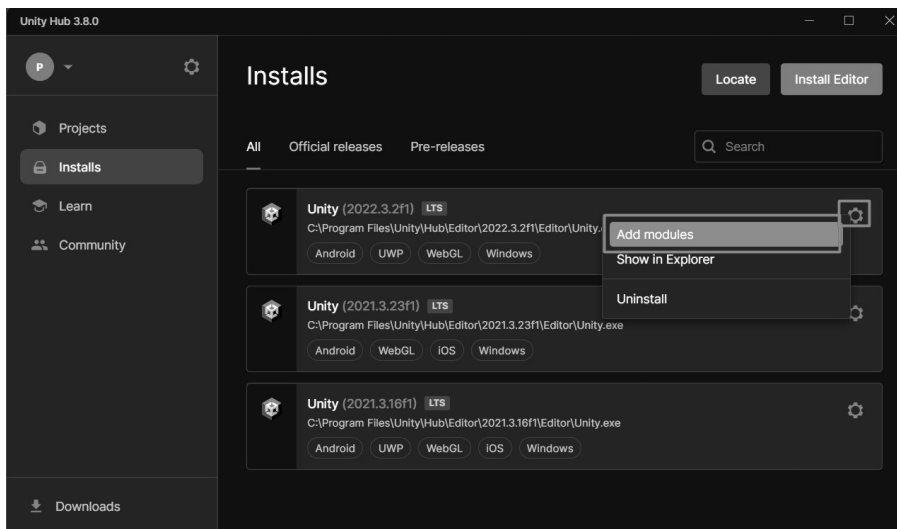 Unity Hub 3.8.0
P
Projects
Installs
Learn
Community
Downloads
Installs
Locate
Install Editor
All Official releases Pre-releases
Search
Unity (2022.3.2f1) LTS
C:\Program Files\Unity\Hub\Editor\2022.3.2f1\Editor\Unity.
Android UWP WebGL Windows
Add modules
Show in Explorer
Uninstall
Unity (2021.3.23f1) LTS
C:\Program Files\Unity\Hub\Editor\2021.3.23f1\Editor\Unity.exe
Android WebGL iOS Windows
Unity (2021.3.16f1) LTS
C:\Program Files\Unity\Hub\Editor\2021.3.16f1\Editor\Unity.exe
Android UWP WebGL iOS Windows